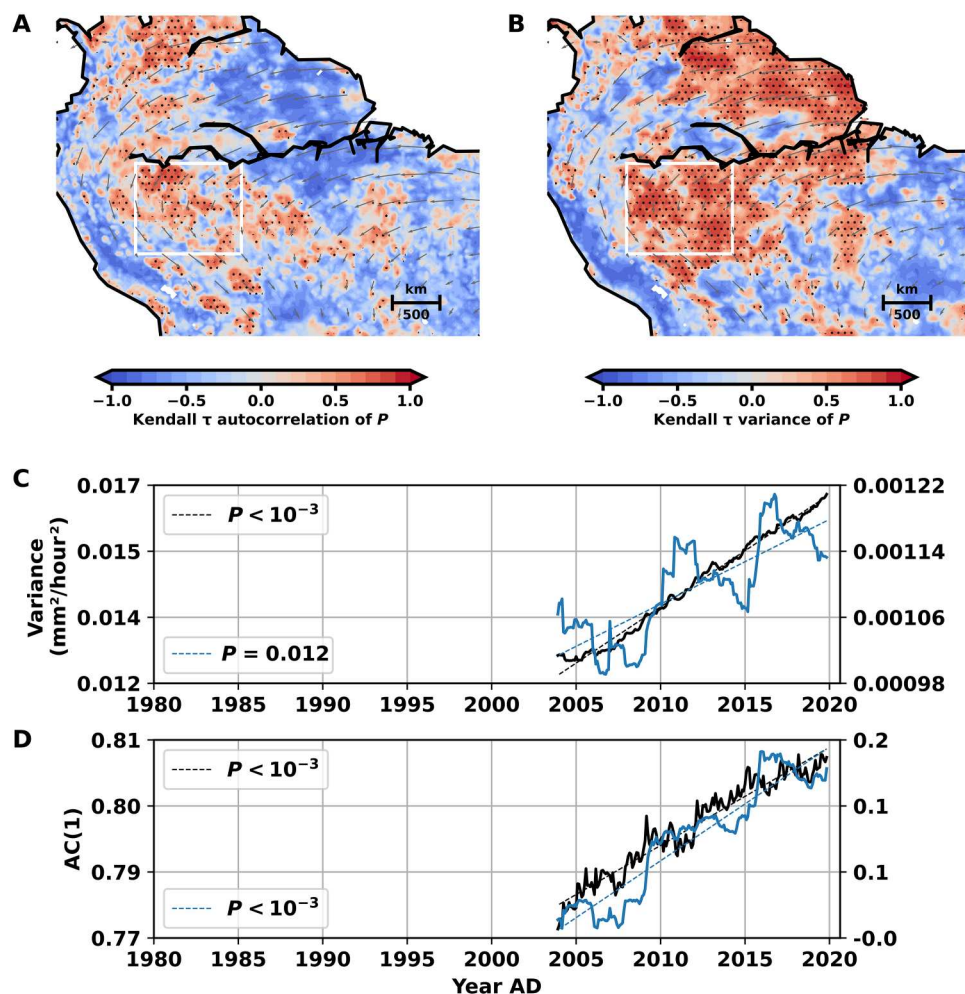 A
B
km
500
km
500
−1.0 −0.5 0.0 0.5 1.0
Kendall τ autocorrelation of P
−1.0 −0.5 0.0 0.5 1.0
Kendall τ variance of P
C
0.017
0.015
0.014
0.012
Variance
(mm²/hour²)
P < 10⁻³
P = 0.012
0.00122
0.00114
0.00106
0.00098
1980 1985 1990 1995 2000 2005 2010 2015 2020
D
0.81
0.80
0.79
0.77
AC(1)
P < 10⁻³
P < 10⁻³
0.2
0.1
0.1
-0.0
1980 1985 1990 1995 2000 2005 2010 2015 2020
Year AD